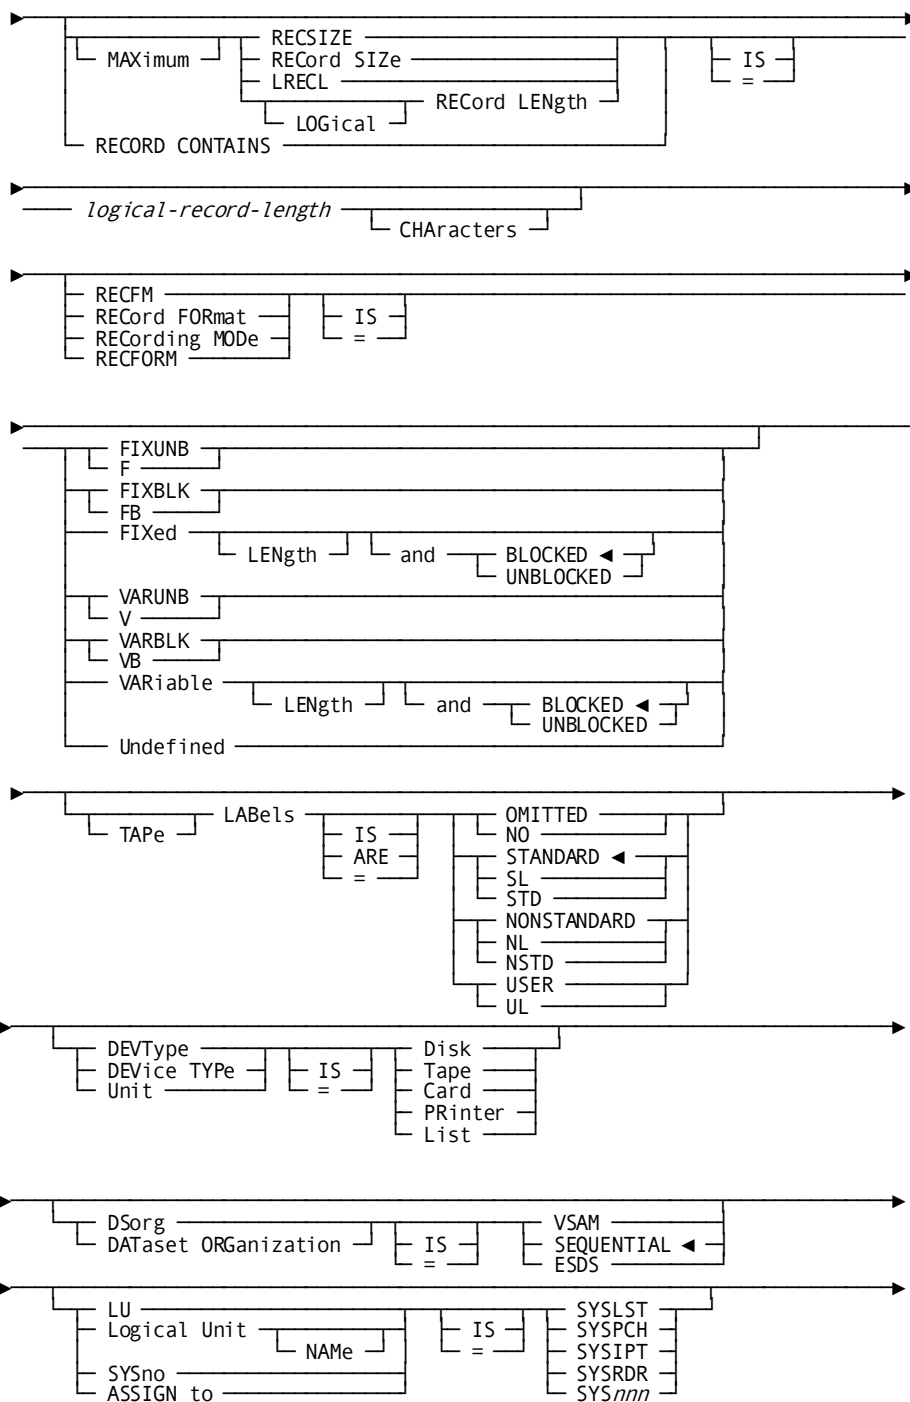 RECSIZE
MAXimum RECord SIZe IS
LRECL =
RECord LENgth
LOGical
RECORD CONTAINS
logical-record-length
CHAracters
RECFM
RECord FORmat IS
RECording MODe =
RECFORM
FIXUNB
F
FIXBLK
FB
FIXed
LENgth and BLOCKED ◄
UNBLOCKED
VARUNB
V
VARBLK
VB
VARiable
LENgth and BLOCKED ◄
UNBLOCKED
Undefined
LABels OMITTED
TAPe IS NO
ARE STANDARD ◄
= SL
STD
NONSTANDARD
NL
NSTD
USER
UL
DEVType Disk
DEVice TYPe IS Tape
Unit = Card
PRinter
List
DSorg VSAM
DATaset ORGanization IS SEQUENTIAL ◄
= ESDS
LU SYSLST
Logical Unit IS SYSPCH
NAMe = SYSIPT
SYSno SYSRDR
ASSIGN to SYSnnn